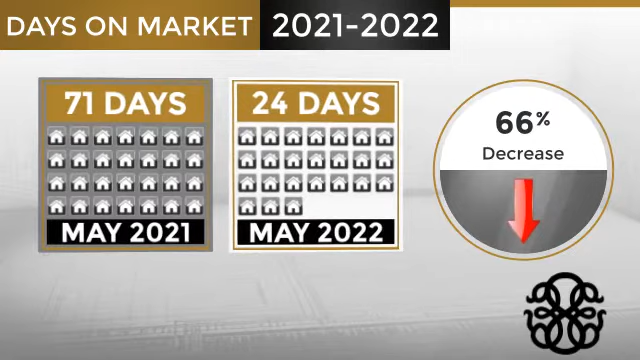 DAYS ON MARKET 2021-2022
71 DAYS
MAY 2021
24 DAYS
MAY 2022
66%
Decrease